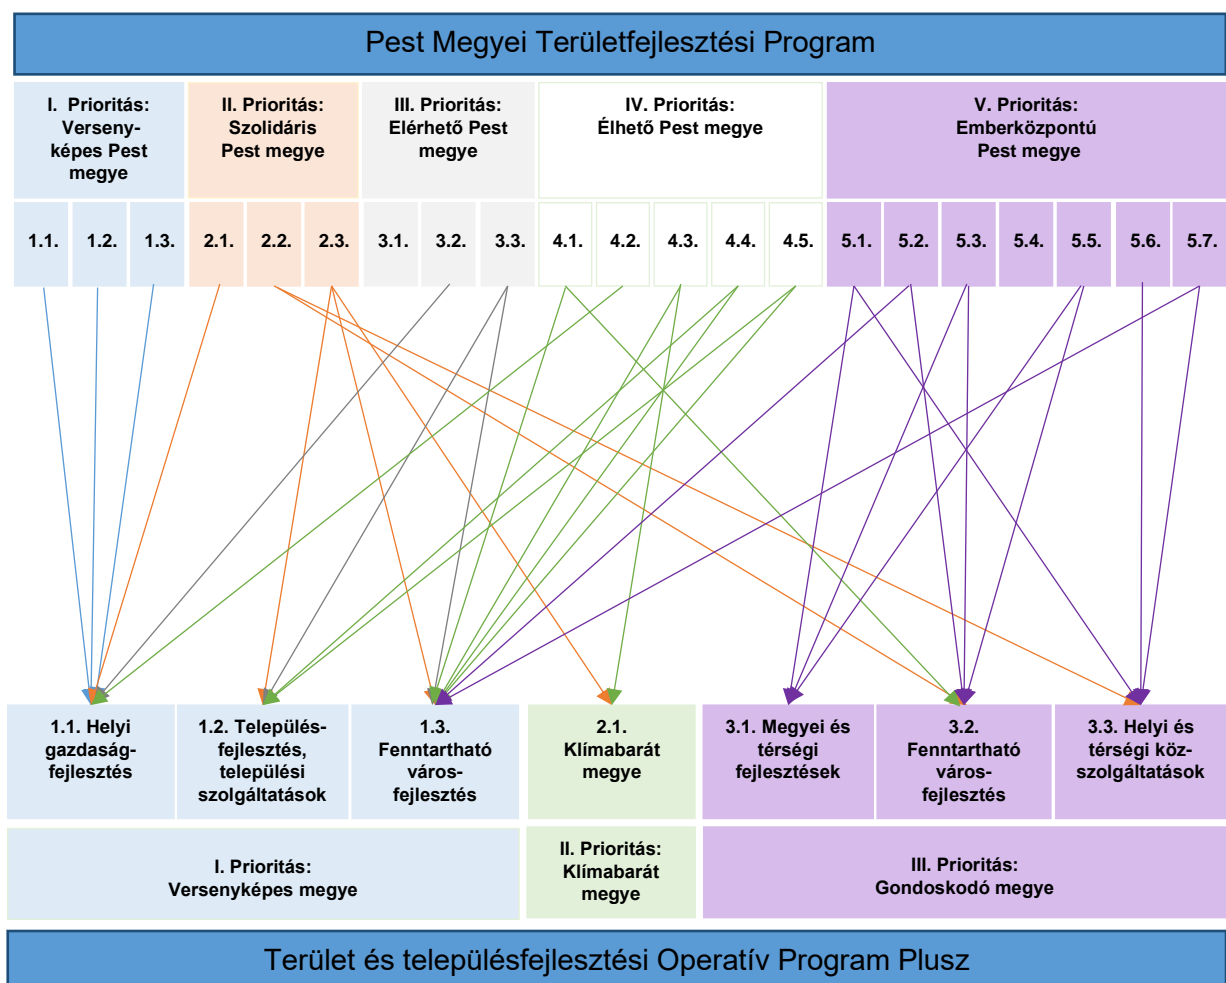 Pest Megyei Területfejlesztési Program
I. Prioritás:
Verseny-
képes Pest
megye
II. Prioritás:
Szolidáris
Pest megye
III. Prioritás:
Elérhető Pest
megye
IV. Prioritás:
Élhető Pest megye
V. Prioritás:
Emberközpontú
Pest megye
1.1. 1.2. 1.3. 2.1. 2.2. 2.3. 3.1. 3.2. 3.3. 4.1. 4.2. 4.3. 4.4. 4.5. 5.1. 5.2. 5.3. 5.4. 5.5. 5.6. 5.7.
1.1. Helyi
gazdaság-
fejlesztés
1.2. Település-
fejlesztés,
települési
szolgáltatások
1.3.
Fenntartható
város-
fejlesztés
2.1.
Klímabarát
megye
3.1. Megyei és
térségi
fejlesztések
3.2.
Fenntartható
város-
fejlesztés
3.3. Helyi és
térségi köz-
szolgáltatások
I. Prioritás:
Versenyképes megye
II. Prioritás:
Klímabarát
megye
III. Prioritás:
Gondoskodó megye
Terület és településfejlesztési Operatív Program Plusz